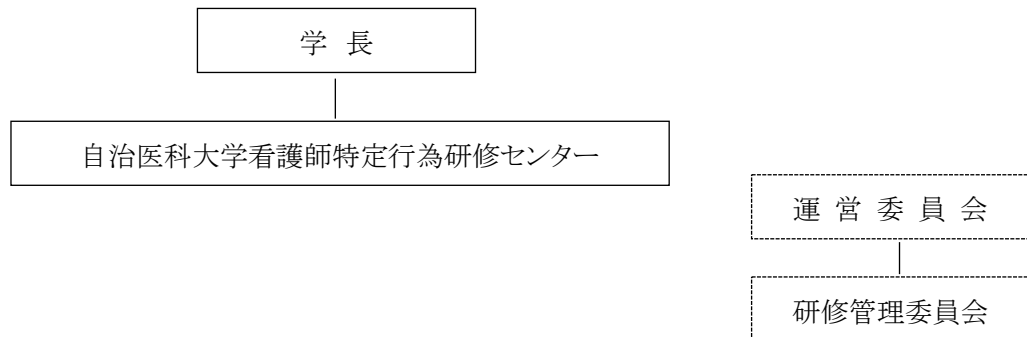 学 長
自治医科大学看護師特定行為研修センター
運 営 委 員 会
研修管理委員会